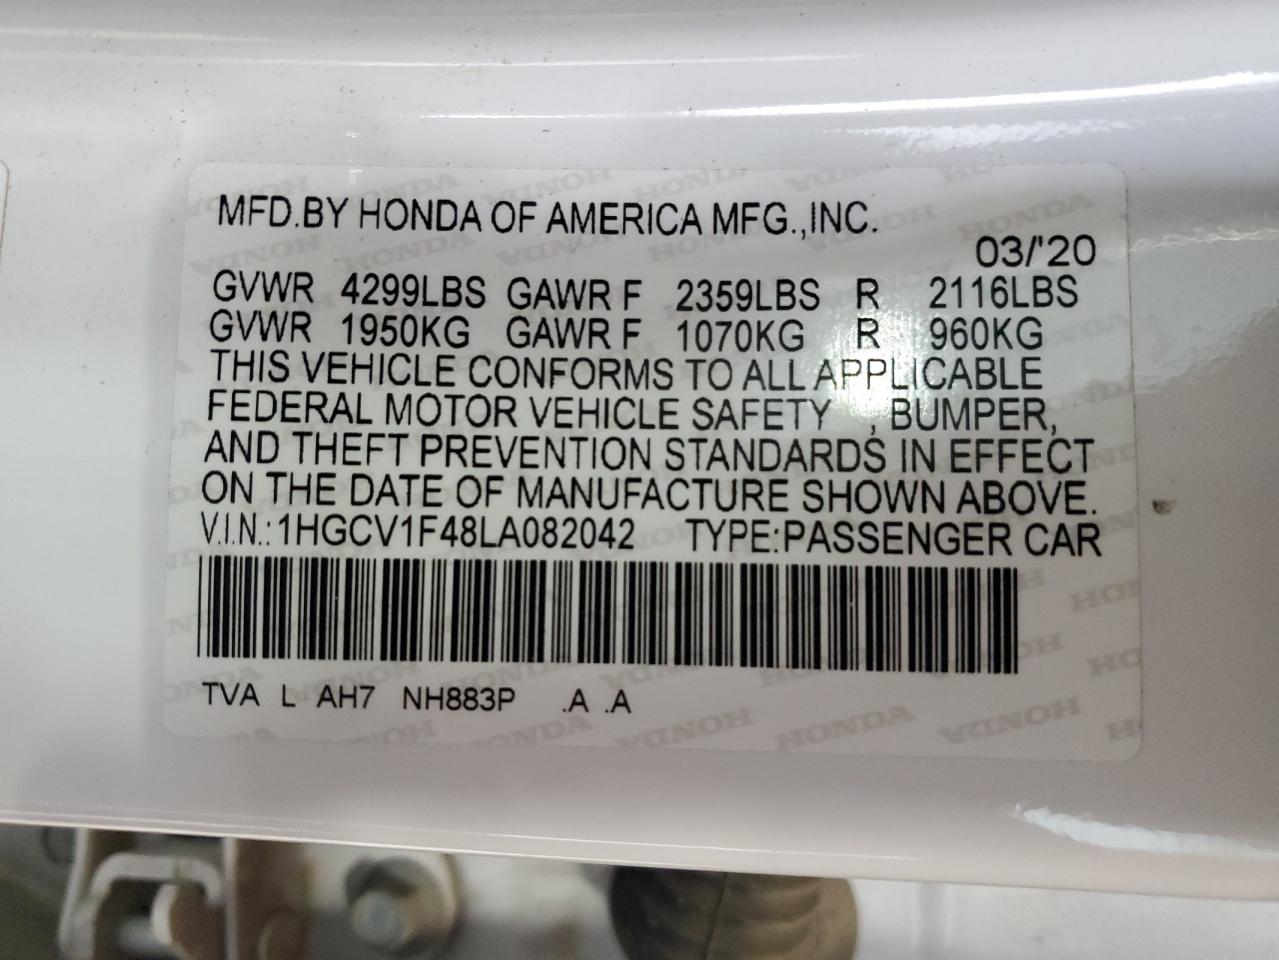 MFD.BY HONDA OF AMERICA MFG.,INC.
03/'20
GVWR 4299LBS GAWR F 2359LBS R 2116LBS
GVWR 1950KG GAWR F 1070KG R 960KG
THIS VEHICLE CONFORMS TO ALL APPLICABLE
FEDERAL MOTOR VEHICLE SAFETY , BUMPER,
AND THEFT PREVENTION STANDARDS IN EFFECT
ON THE DATE OF MANUFACTURE SHOWN ABOVE.
V.I.N.:1HGCV1F48LA082042 TYPE:PASSENGER CAR
TVA L AH7 NH883P .A .A